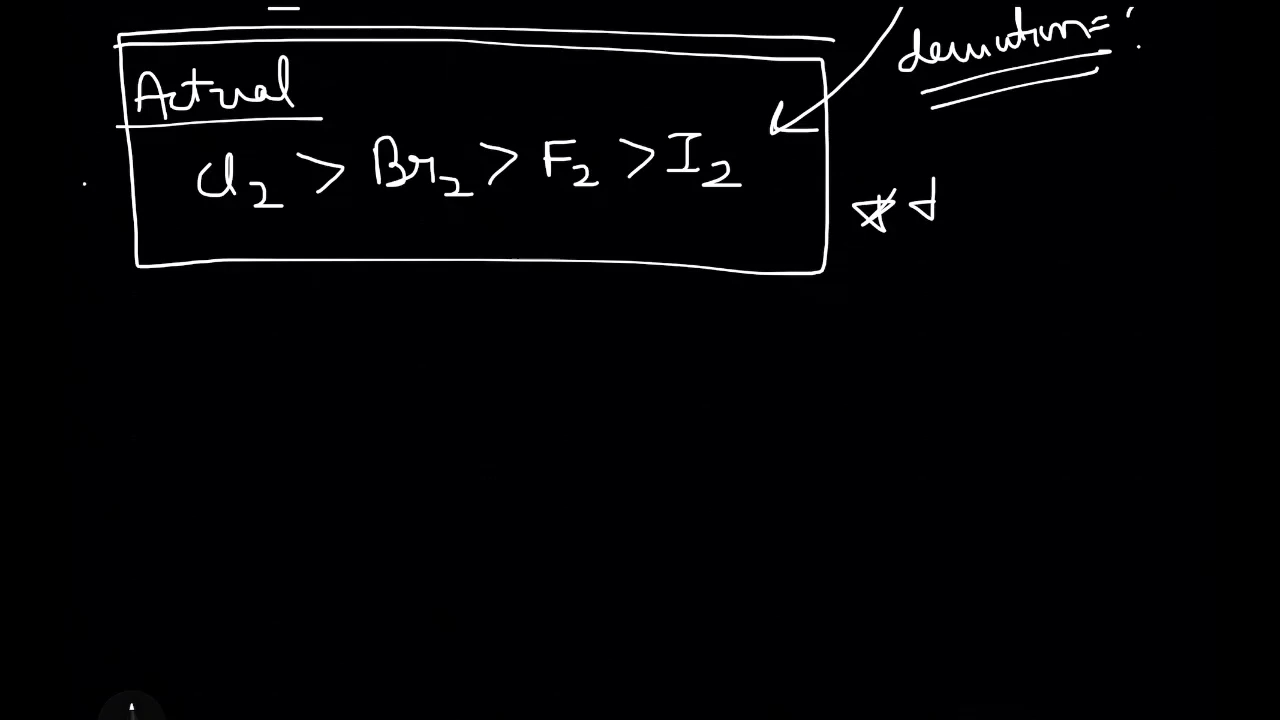 deviation = ?
Actual
Cl₂ > Br₂ > F₂ > I₂